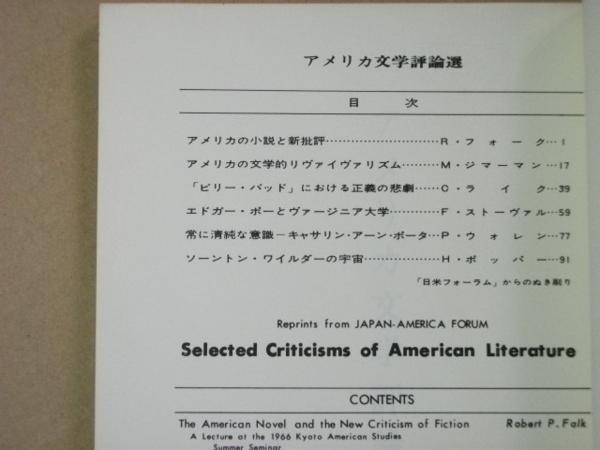 アメリカ文学評論選
目 次
アメリカの小説と新批評…………………………R・フォーク…1
アメリカの文学的リヴァイヴァリズム………M・ジマーマン…17
「ビリー・バッド」における正義の悲劇……C・ライク…39
エドガー・ポーとヴァージニア大学…………F・ストーヴァル…59
常に清純な意識－キャサリン・アーン・ポータ…P・ウォレン…77
ソーントン・ワイルダーの宇宙………………H・ポッパー…91
「日米フォーラム」からのぬき刷り
Reprints from JAPAN-AMERICA FORUM
Selected Criticisms of American Literature
CONTENTS
The American Novel and the New Criticism of Fiction Robert P. Falk
A Lecture at the 1966 Kyoto American Studies
Summer Seminar